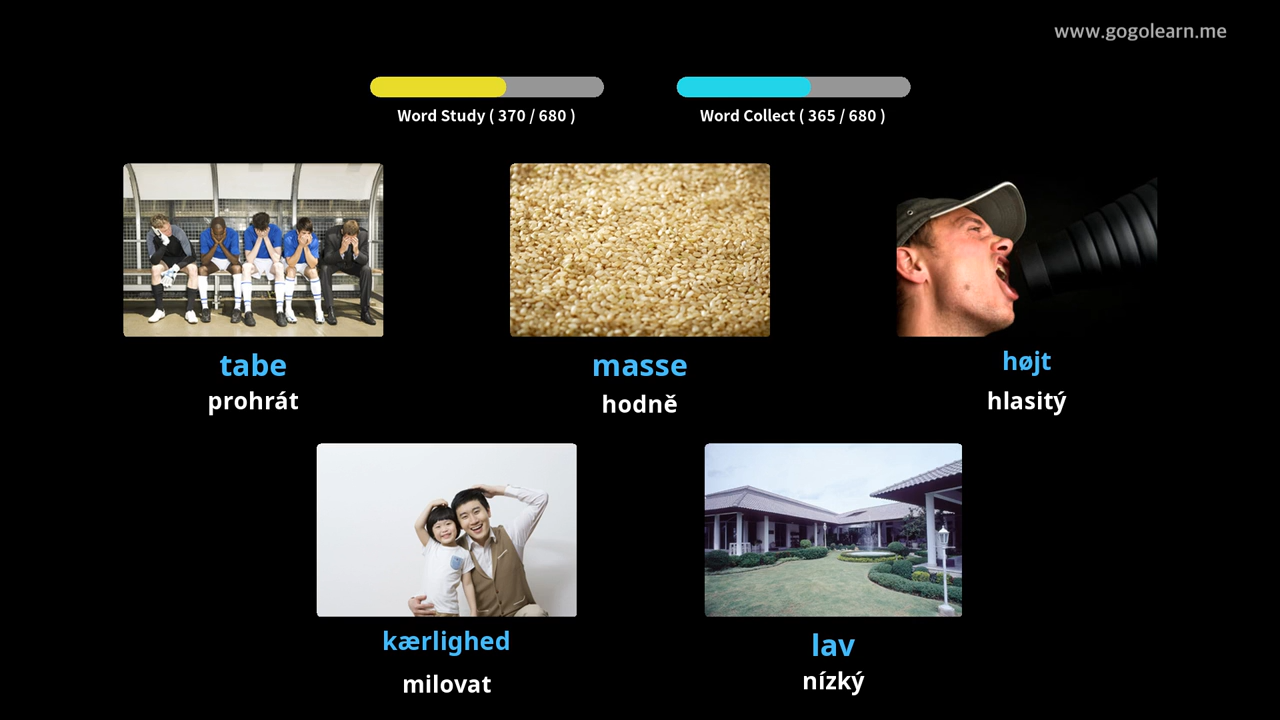 www.gogolearn.me
Word Study ( 370 / 680 )
Word Collect ( 365 / 680 )
tabe
prohrát
masse
hodně
højt
hlasitý
kærlighed
milovat
lav
nízký